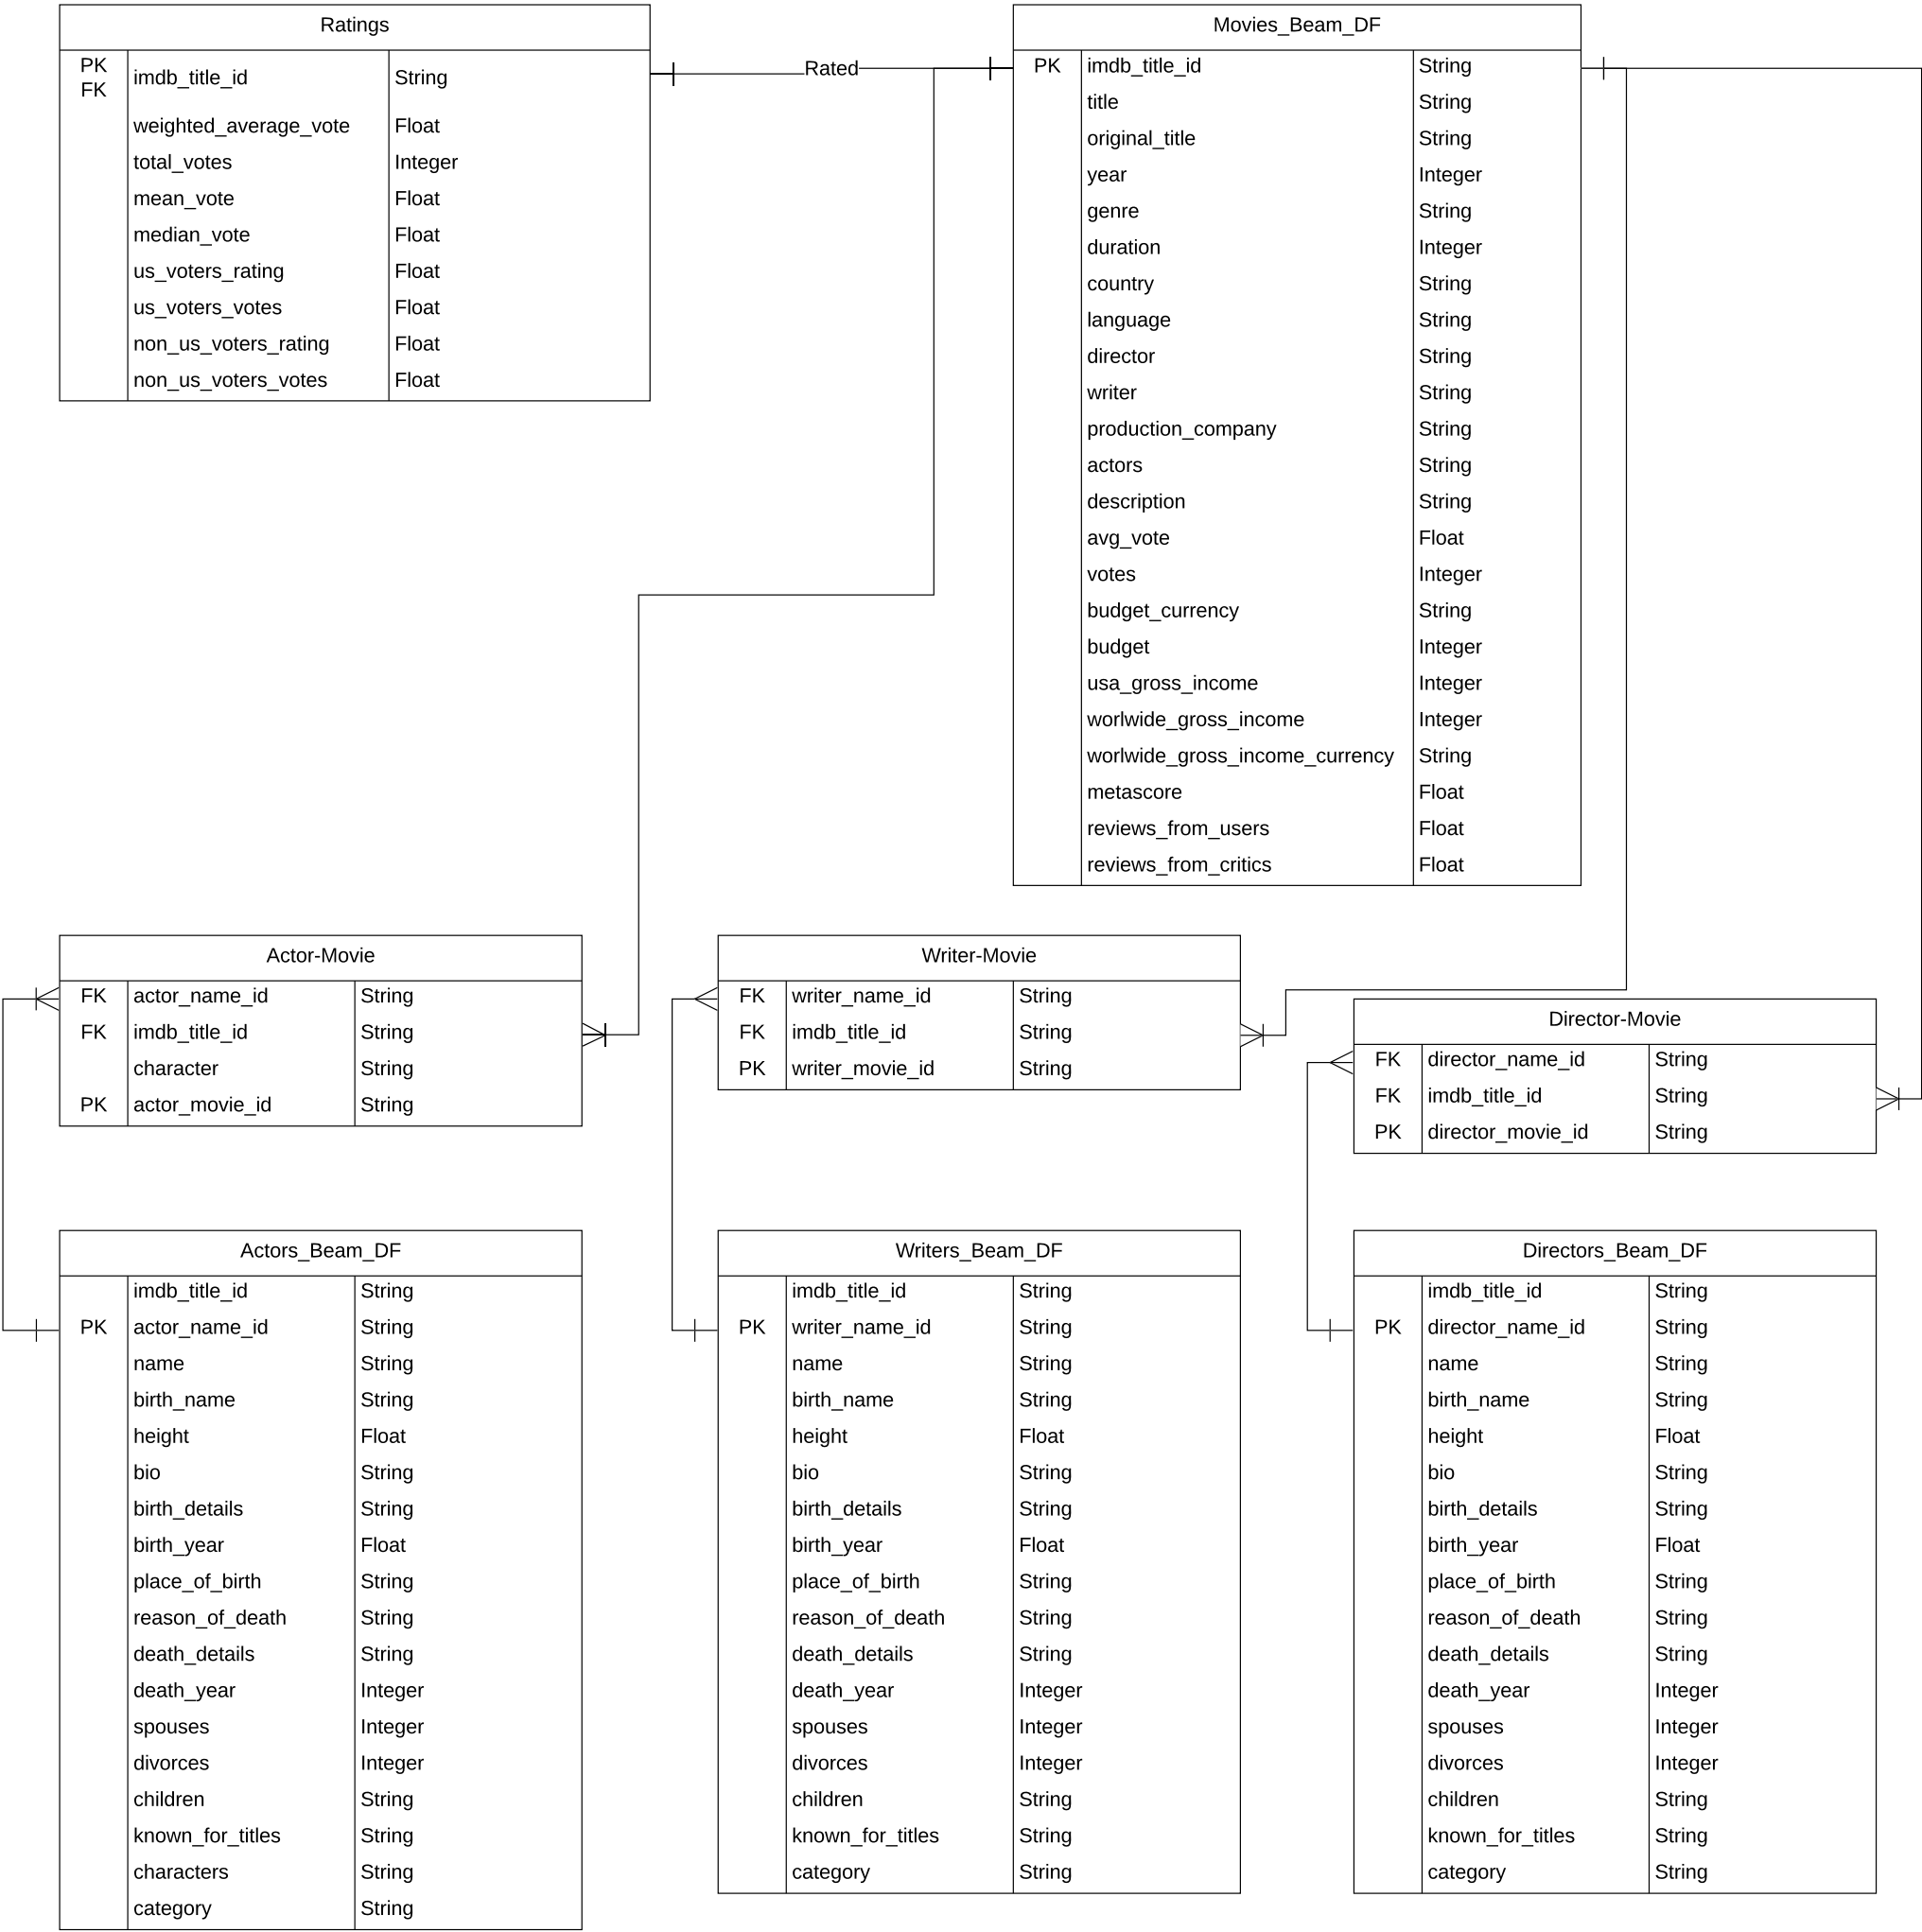 Ratings
PK
FK
imdb_title_id String
weighted_average_vote Float
total_votes Integer
mean_vote Float
median_vote Float
us_voters_rating Float
us_voters_votes Float
non_us_voters_rating Float
non_us_voters_votes Float
Rated
Movies_Beam_DF
PK imdb_title_id String
title String
original_title String
year Integer
genre String
duration Integer
country String
language String
director String
writer String
production_company String
actors String
description String
avg_vote Float
votes Integer
budget_currency String
budget Integer
usa_gross_income Integer
worlwide_gross_income Integer
worlwide_gross_income_currency String
metascore Float
reviews_from_users Float
reviews_from_critics Float
Actor-Movie
FK actor_name_id String
FK imdb_title_id String
character String
PK actor_movie_id String
Writer-Movie
FK writer_name_id String
FK imdb_title_id String
PK writer_movie_id String
Director-Movie
FK director_name_id String
FK imdb_title_id String
PK director_movie_id String
Actors_Beam_DF
imdb_title_id String
PK actor_name_id String
name String
birth_name String
height Float
bio String
birth_details String
birth_year Float
place_of_birth String
reason_of_death String
death_details String
death_year Integer
spouses Integer
divorces Integer
children String
known_for_titles String
characters String
category String
Writers_Beam_DF
imdb_title_id String
PK writer_name_id String
name String
birth_name String
height Float
bio String
birth_details String
birth_year Float
place_of_birth String
reason_of_death String
death_details String
death_year Integer
spouses Integer
divorces Integer
children String
known_for_titles String
category String
Directors_Beam_DF
imdb_title_id String
PK director_name_id String
name String
birth_name String
height Float
bio String
birth_details String
birth_year Float
place_of_birth String
reason_of_death String
death_details String
death_year Integer
spouses Integer
divorces Integer
children String
known_for_titles String
category String